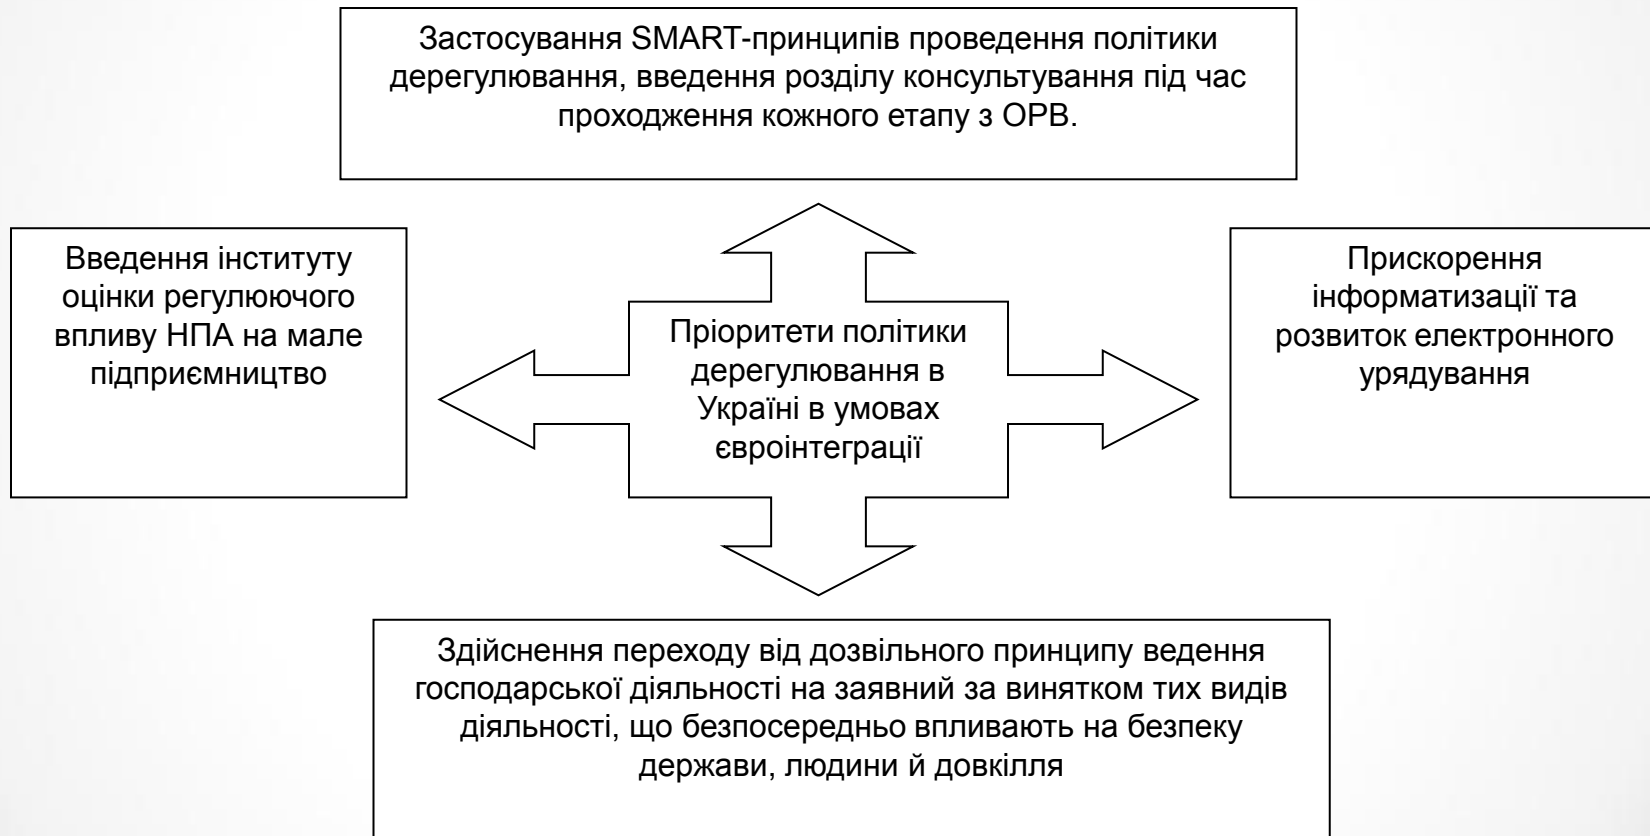 Застосування SMART-принципів проведення політики
дерегулювання, введення розділу консультування під час
проходження кожного етапу з ОРВ.
Введення інституту
оцінки регулюючого
впливу НПА на мале
підприємництво
Пріоритети політики
дерегулювання в
Україні в умовах
євроінтеграції
Прискорення
інформатизації та
розвиток електронного
урядування
Здійснення переходу від дозвільного принципу ведення
господарської діяльності на заявний за винятком тих видів
діяльності, що безпосередньо впливають на безпеку
держави, людини й довкілля